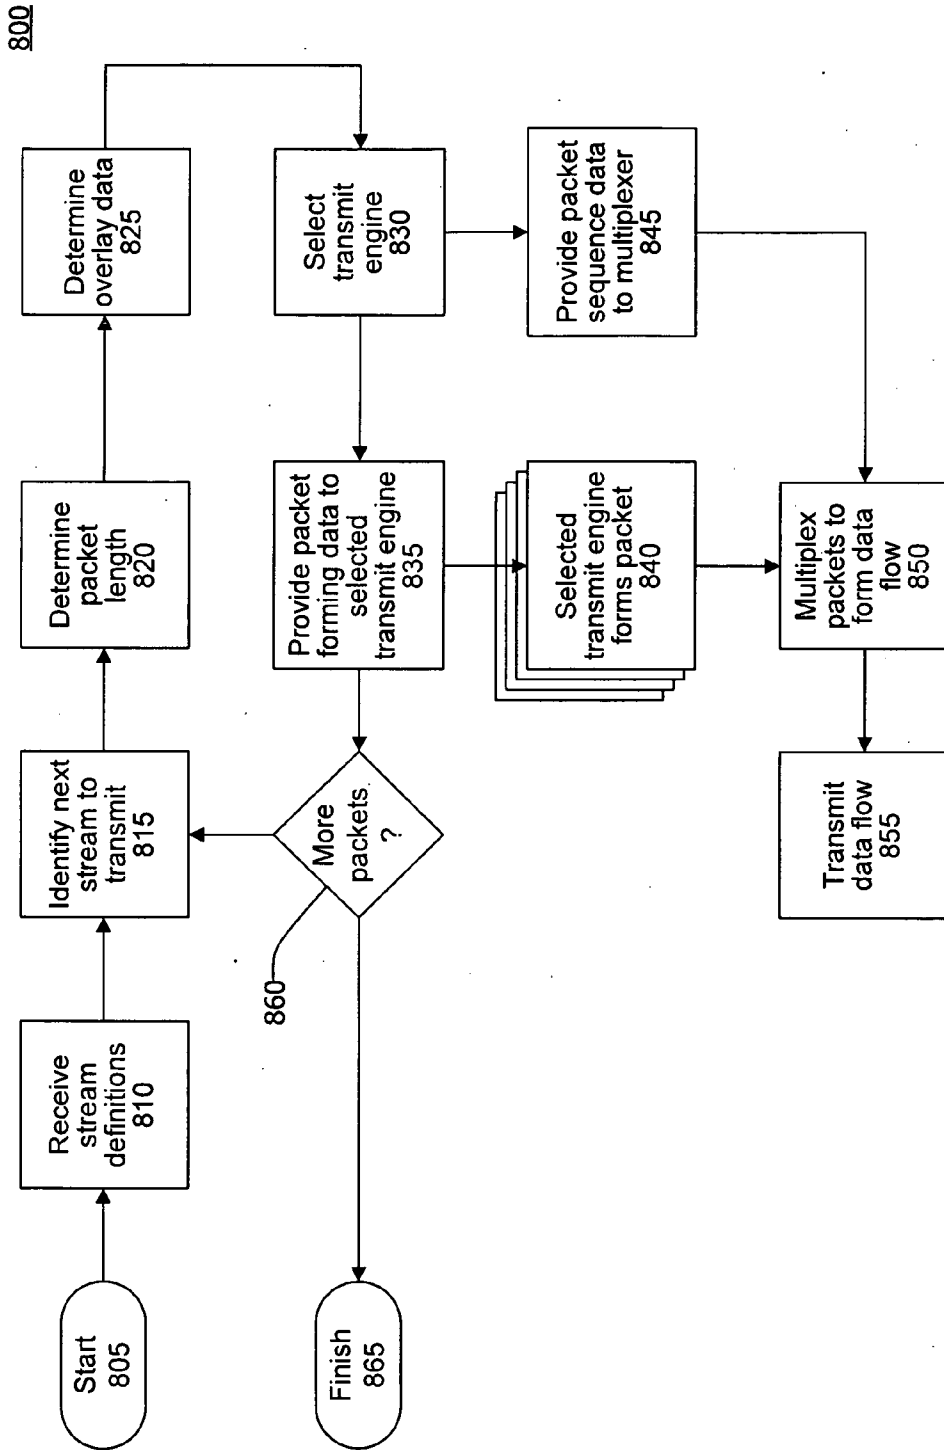 800
Start
805
Receive
stream
definitions
810
Identify next
stream to
transmit
815
Determine
packet
length
820
Determine
overlay data
825
Select
transmit
engine
830
Provide packet
forming data to
selected
transmit engine
835
More
packets
?
860
Finish
865
Selected
transmit engine
forms packet
840
Provide packet
sequence data
to multiplexer
845
Multiplex
packets to
form data
flow
850
Transmit
data flow
855